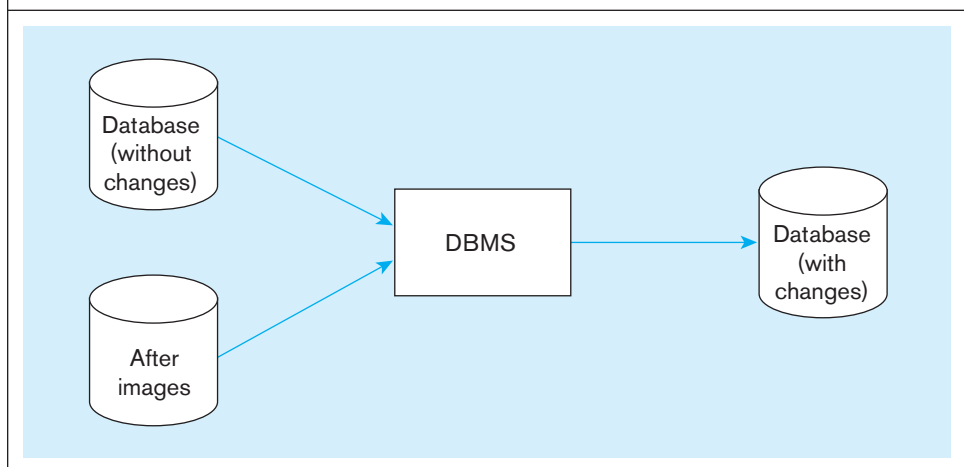 Database
(without
changes)
DBMS
Database
(with
changes)
After
images